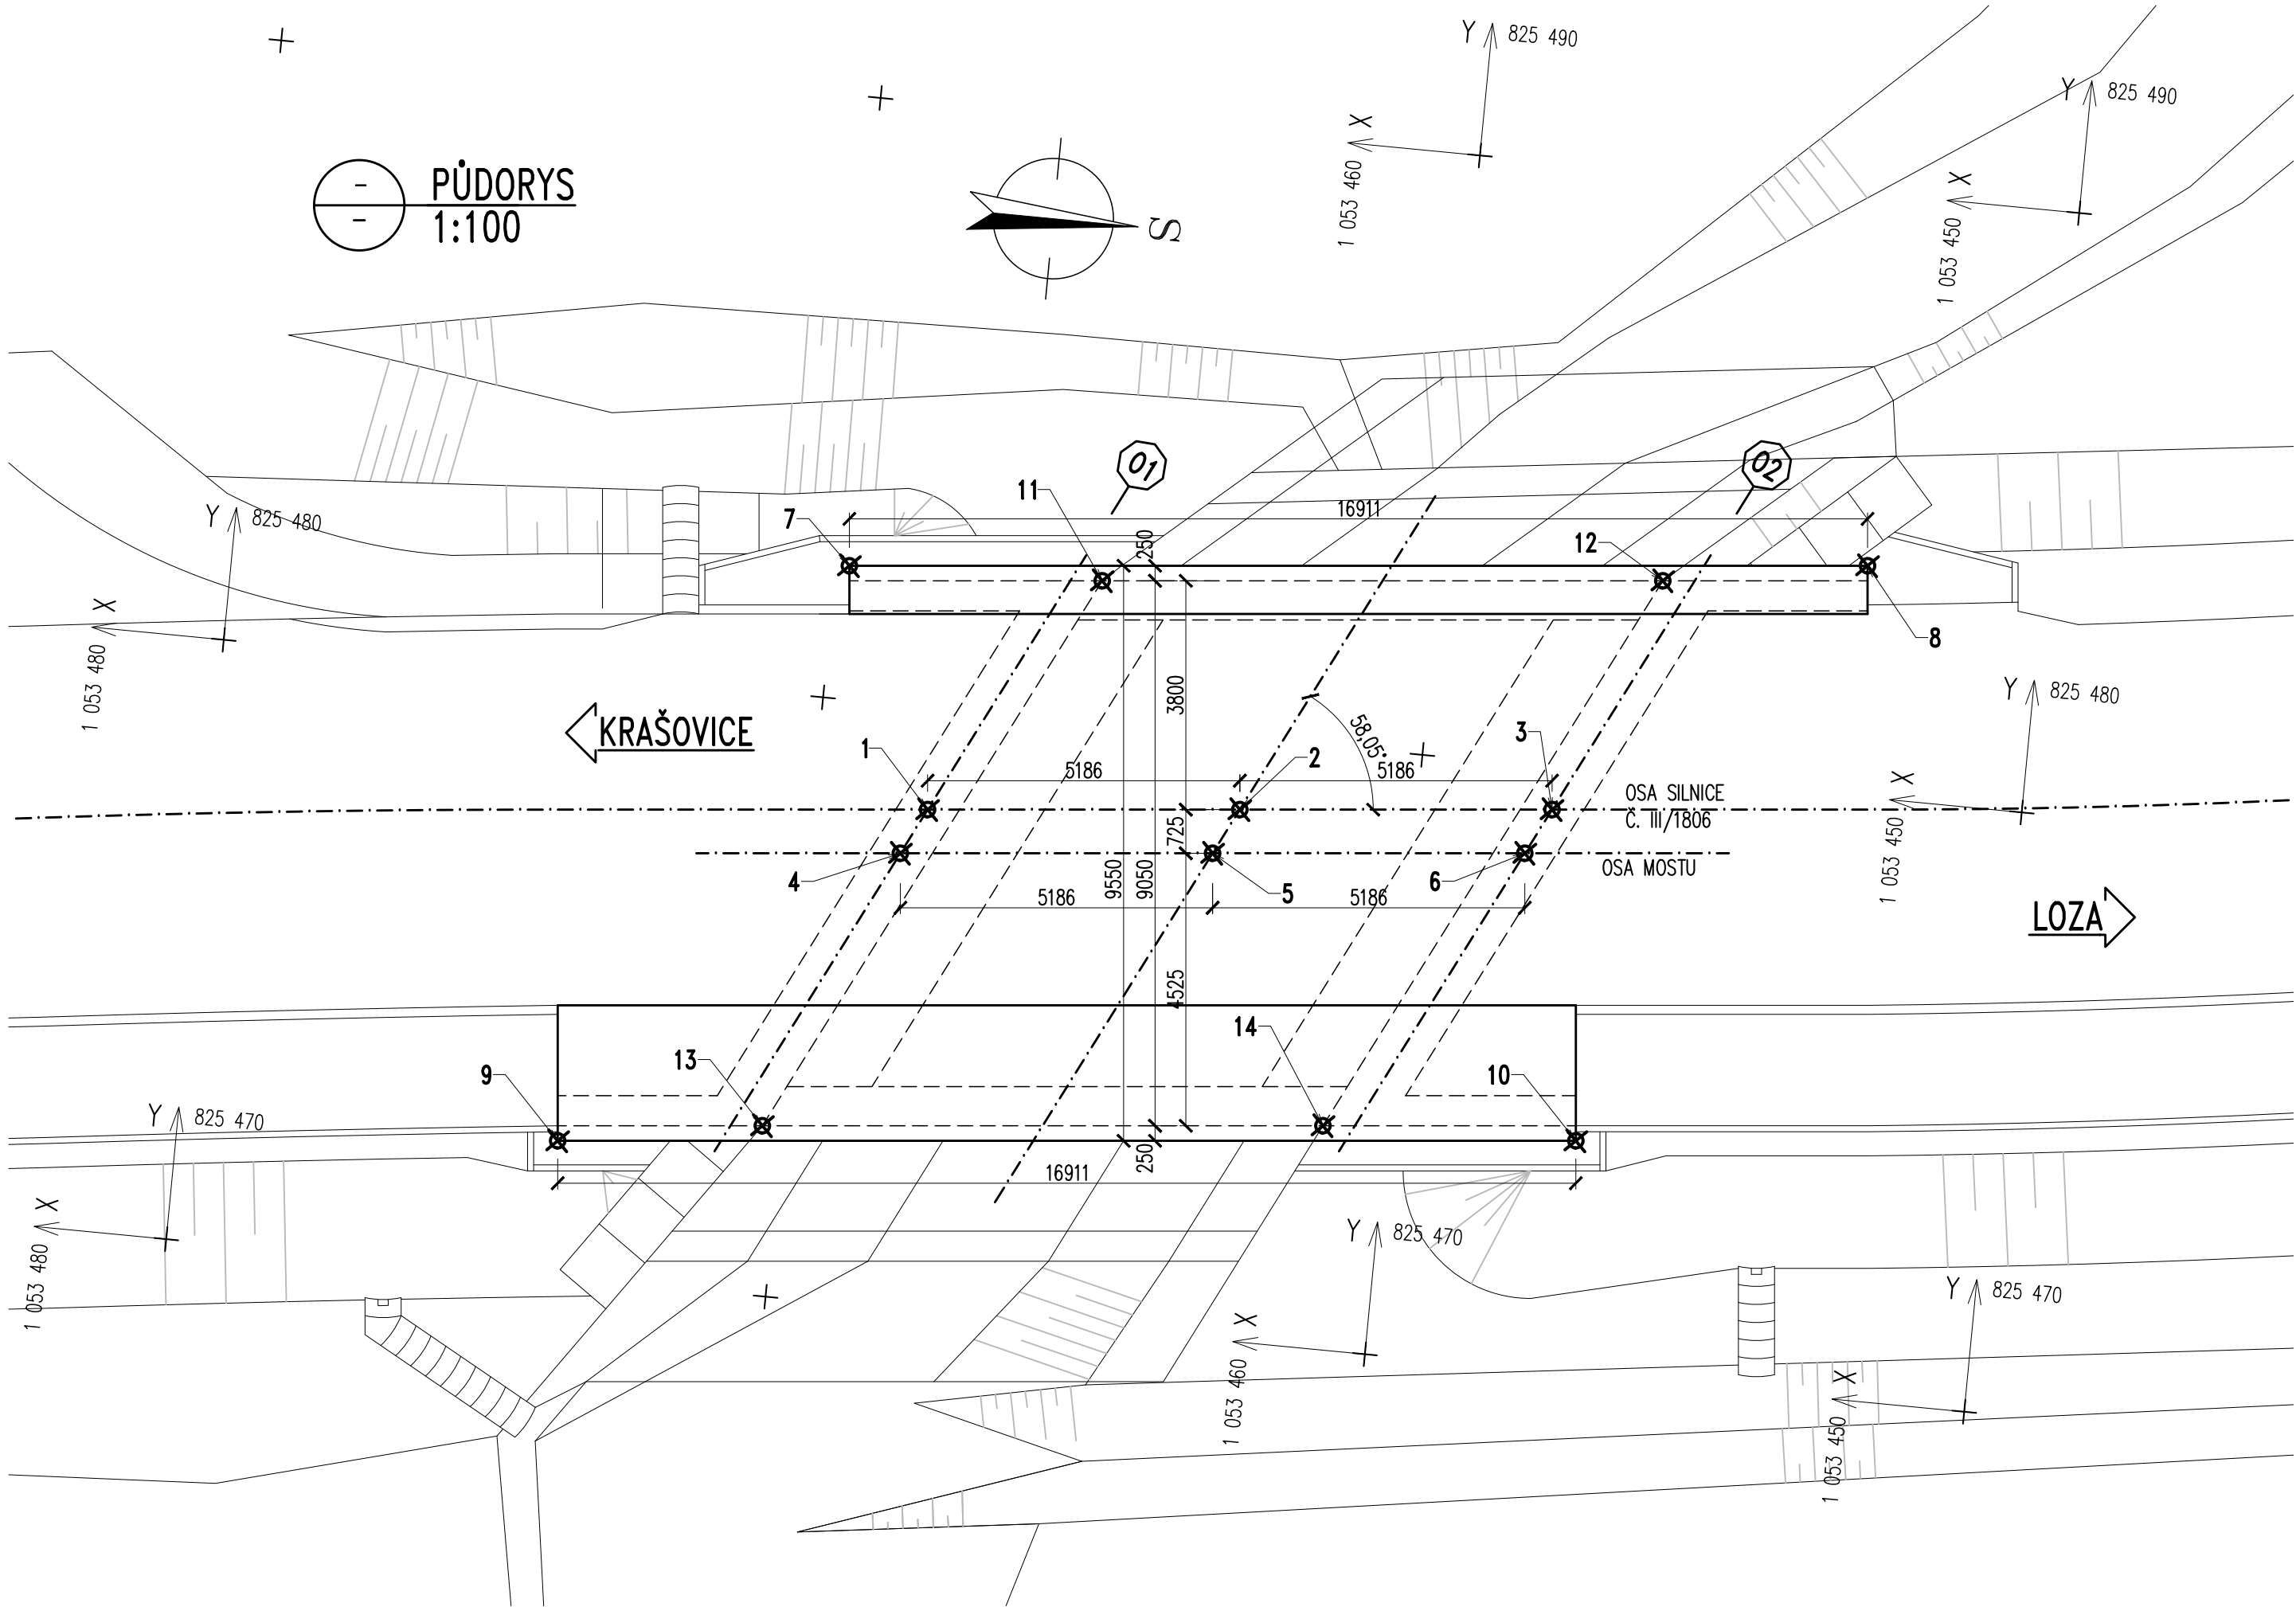 Y 825 490
Y 825 490
X
1 053 460
X
1 053 450
-
-
PŮDORYS
1:100
S
01
02
11
7
16911
250
12
Y 825 480
X
1 053 480
8
3800
58,05°
KRAŠOVICE
1
2
3
5186
5186
Y 825 480
X
1 053 450
OSA SILNICE
Č. III/1806
725
OSA MOSTU
4
5
6
9550
9050
5186
5186
LOZA
4525
13
14
9
10
Y 825 470
X
1 053 480
250
16911
Y 825 470
X
1 053 460
Y 825 470
X
1 053 450